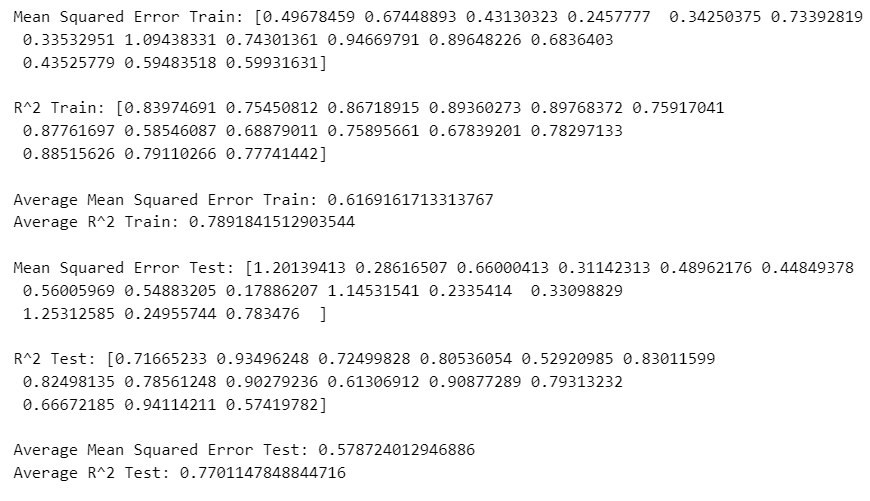 Mean Squared Error Train: [0.49678459 0.67448893 0.43130323 0.2457777  0.34250375 0.73392819
 0.33532951 1.09438331 0.74301361 0.94669791 0.89648226 0.6836403
 0.43525779 0.59483518 0.59931631]

R^2 Train: [0.83974691 0.75450812 0.86718915 0.89360273 0.89768372 0.75917041
 0.87761697 0.58546087 0.68879011 0.75895661 0.67839201 0.78297133
 0.88515626 0.79110266 0.77741442]

Average Mean Squared Error Train: 0.6169161713313767
Average R^2 Train: 0.7891841512903544

Mean Squared Error Test: [1.20139413 0.28616507 0.66000413 0.31142313 0.48962176 0.44849378
 0.56005969 0.54883205 0.17886207 1.14531541 0.2335414  0.33098829
 1.25312585 0.24955744 0.783476  ]

R^2 Test: [0.71665233 0.93496248 0.72499828 0.80536054 0.52920985 0.83011599
 0.82498135 0.78561248 0.90279236 0.61306912 0.90877289 0.79313232
 0.66672185 0.94114211 0.57419782]

Average Mean Squared Error Test: 0.578724012946886
Average R^2 Test: 0.7701147848844716